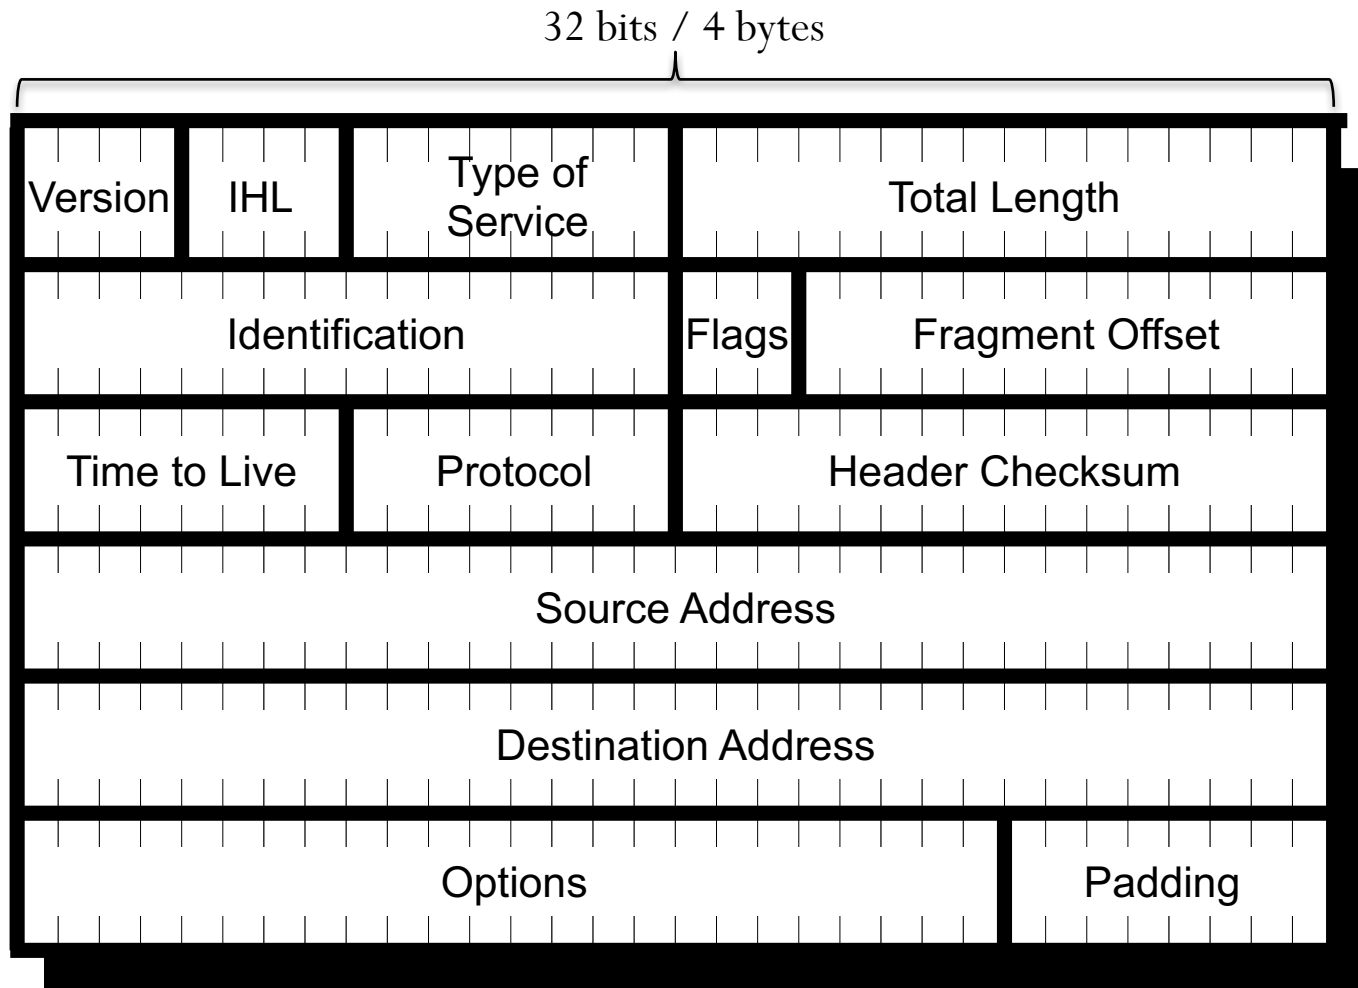 32 bits / 4 bytes
Version
IHL
Type of
Service
Total Length
Identification
Flags
Fragment Offset
Time to Live
Protocol
Header Checksum
Source Address
Destination Address
Options
Padding